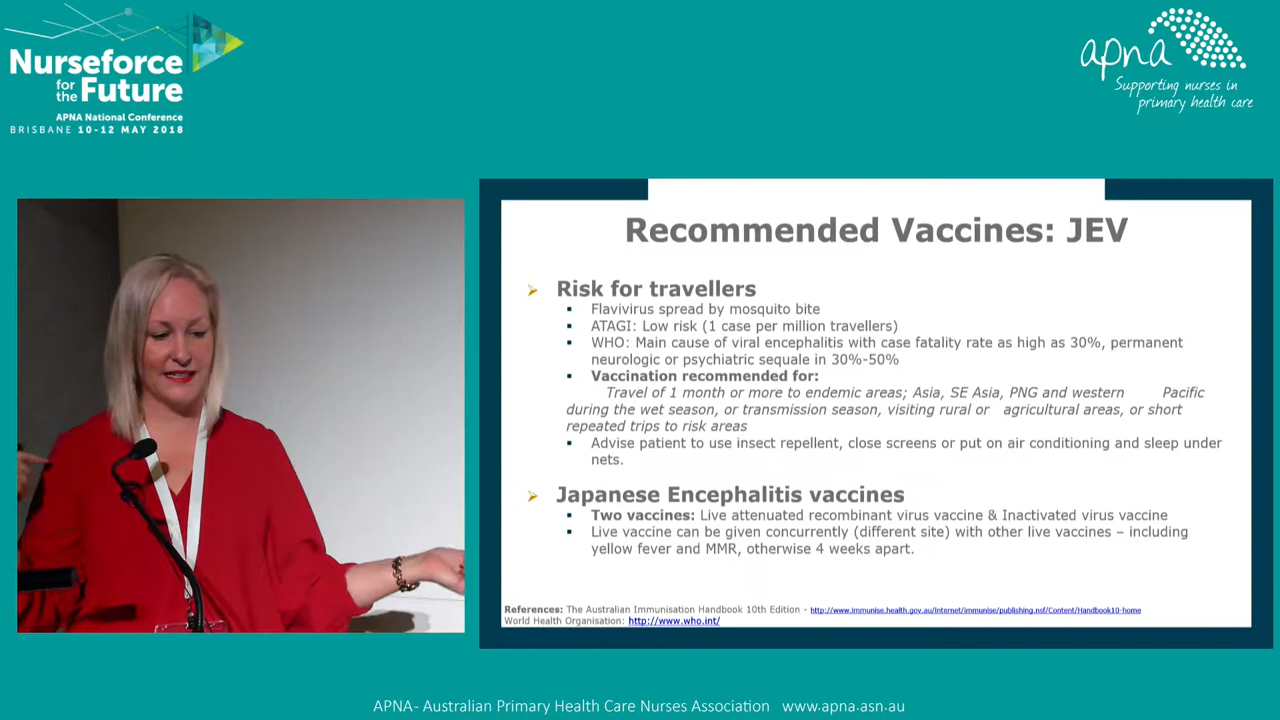 Nurseforce
for the Future
APNA National Conference
BRISBANE 10-12 MAY 2018
apna
Supporting nurses in
primary health care
Recommended Vaccines: JEV
Risk for travellers
Flavivirus spread by mosquito bite
ATAGI: Low risk (1 case per million travellers)
WHO: Main cause of viral encephalitis with case fatality rate as high as 30%, permanent
neurologic or psychiatric sequale in 30%-50%
Vaccination recommended for:
Travel of 1 month or more to endemic areas; Asia, SE Asia, PNG and western Pacific
during the wet season, or transmission season, visiting rural or agricultural areas, or short
repeated trips to risk areas
Advise patient to use insect repellent, close screens or put on air conditioning and sleep under
nets.
Japanese Encephalitis vaccines
Two vaccines: Live attenuated recombinant virus vaccine & Inactivated virus vaccine
Live vaccine can be given concurrently (different site) with other live vaccines – including
yellow fever and MMR, otherwise 4 weeks apart.
References: The Australian Immunisation Handbook 10th Edition - http://www.immunise.health.gov.au/internet/immunise/publishing.nsf/Content/Handbook10-home
World Health Organisation: http://www.who.int/
APNA- Australian Primary Health Care Nurses Association www.apna.asn.au